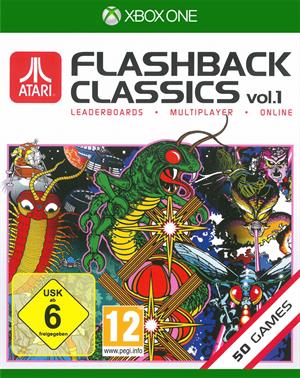 XBOX ONE
ATARI
FLASHBACK
CLASSICS vol.1
LEADERBOARDS • MULTIPLAYER • ONLINE
USK
ab
6
freigegeben
12
www.pegi.info
50 GAMES